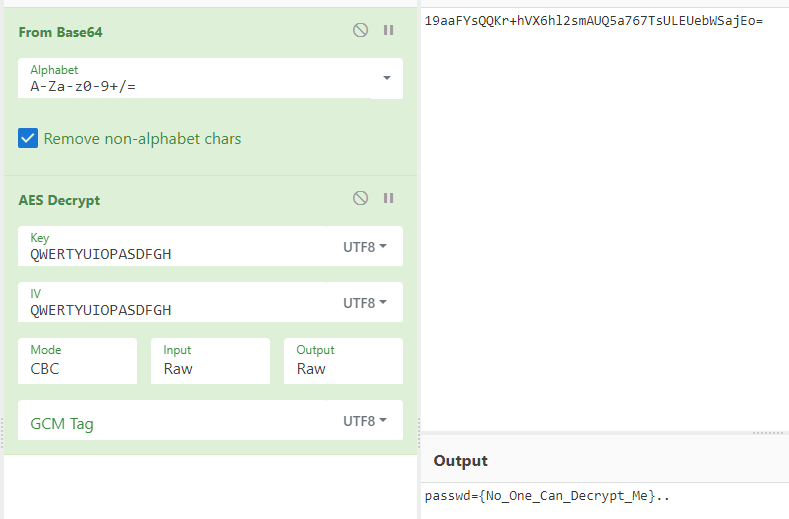 From Base64
Alphabet
A-Za-z0-9+/=
Remove non-alphabet chars
AES Decrypt
Key
QWERTYUIOPASDFGH
UTF8
IV
QWERTYUIOPASDFGH
UTF8
Mode
CBC
Input
Raw
Output
Raw
GCM Tag
UTF8
19aaFYsQQKr+hVX6hl2smAUQ5a767TsULEUebWSajEo=
Output
passwd={No_One_Can_Decrypt_Me}..